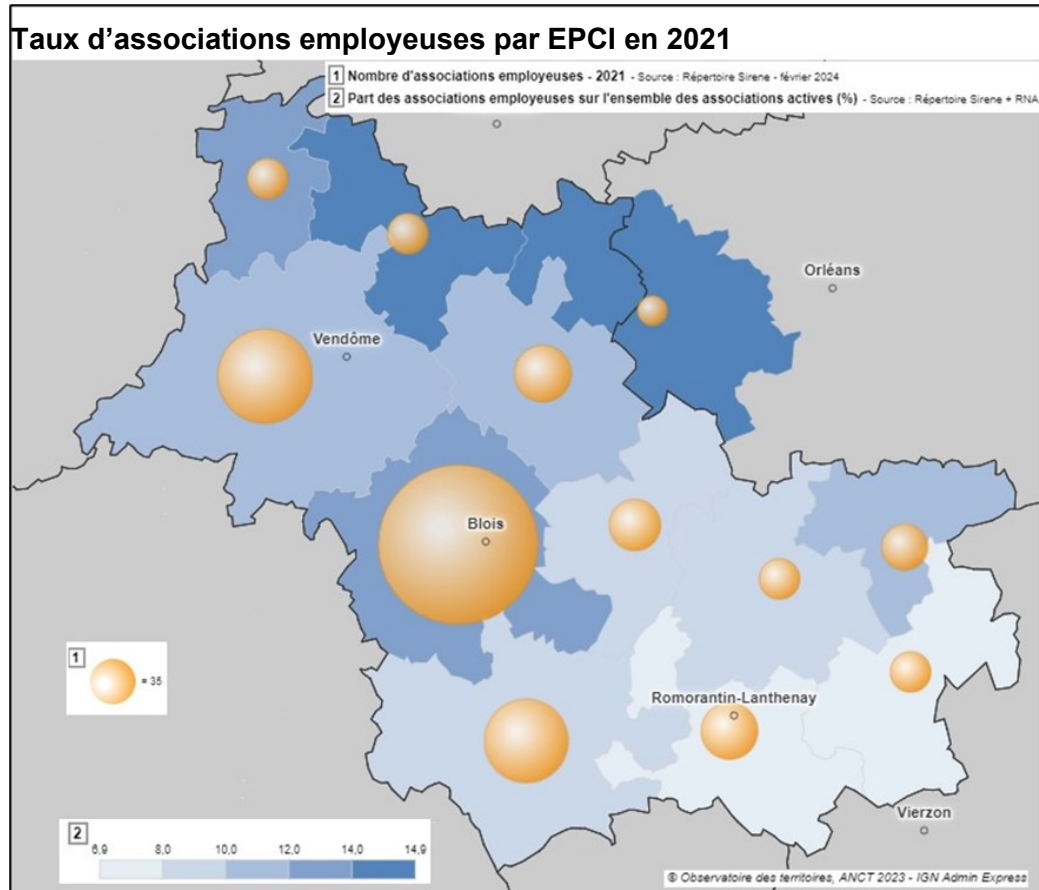 Taux d’associations employeuses par EPCI en 2021
1 Nombre d'associations employeuses - 2021 - Source : Répertoire Sirene - février 2024
2 Part des associations employeuses sur l'ensemble des associations actives (%) - Source : Répertoire Sirene + RNA
Orléans
Vendôme
Blois
1
= 35
Romorantin-Lanthenay
Vierzon
2
6,9 8,0 10,0 12,0 14,0 14,9
© Observatoire des territoires, ANCT 2023 - IGN Admin Express